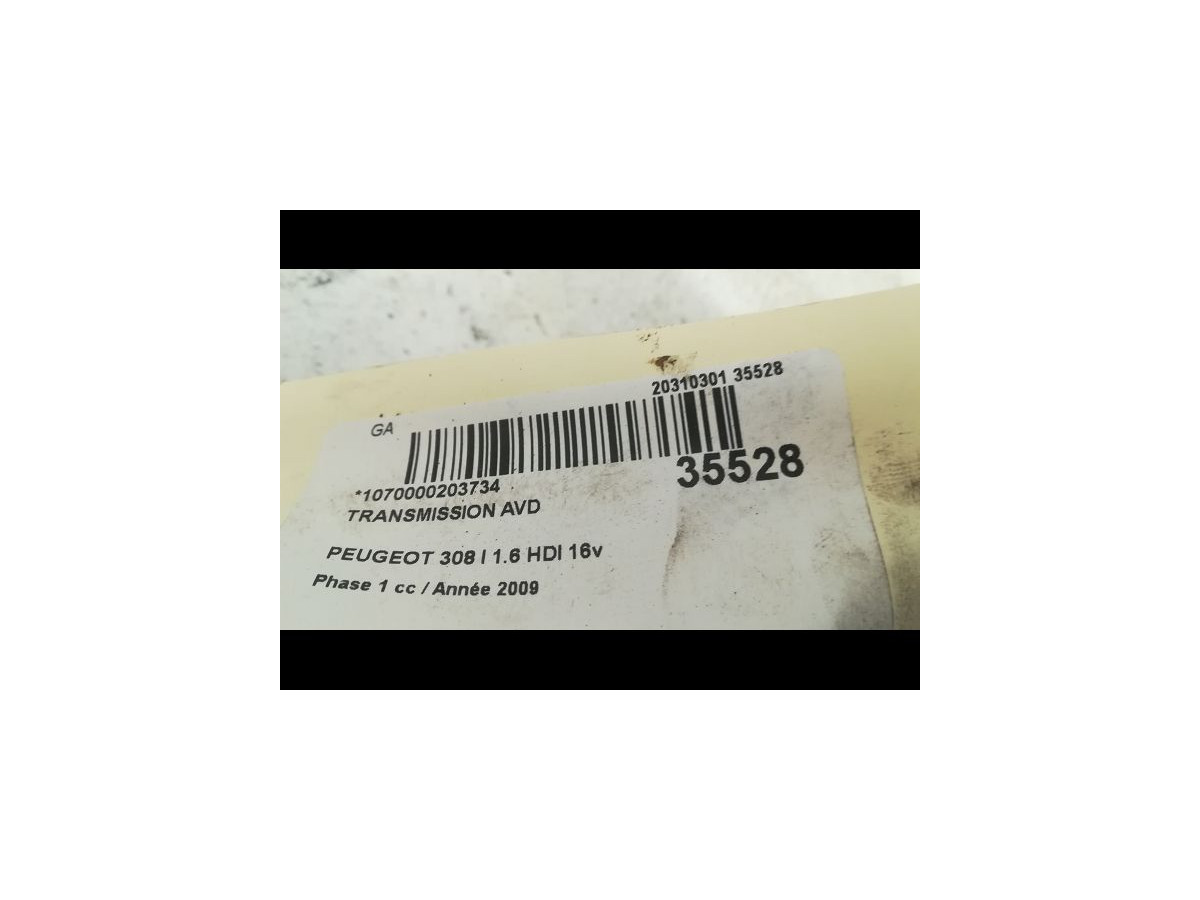 20310301 35528
GA
35528
*1070000203734
TRANSMISSION AVD
PEUGEOT 308 I 1.6 HDI 16v
Phase 1 cc / Année 2009